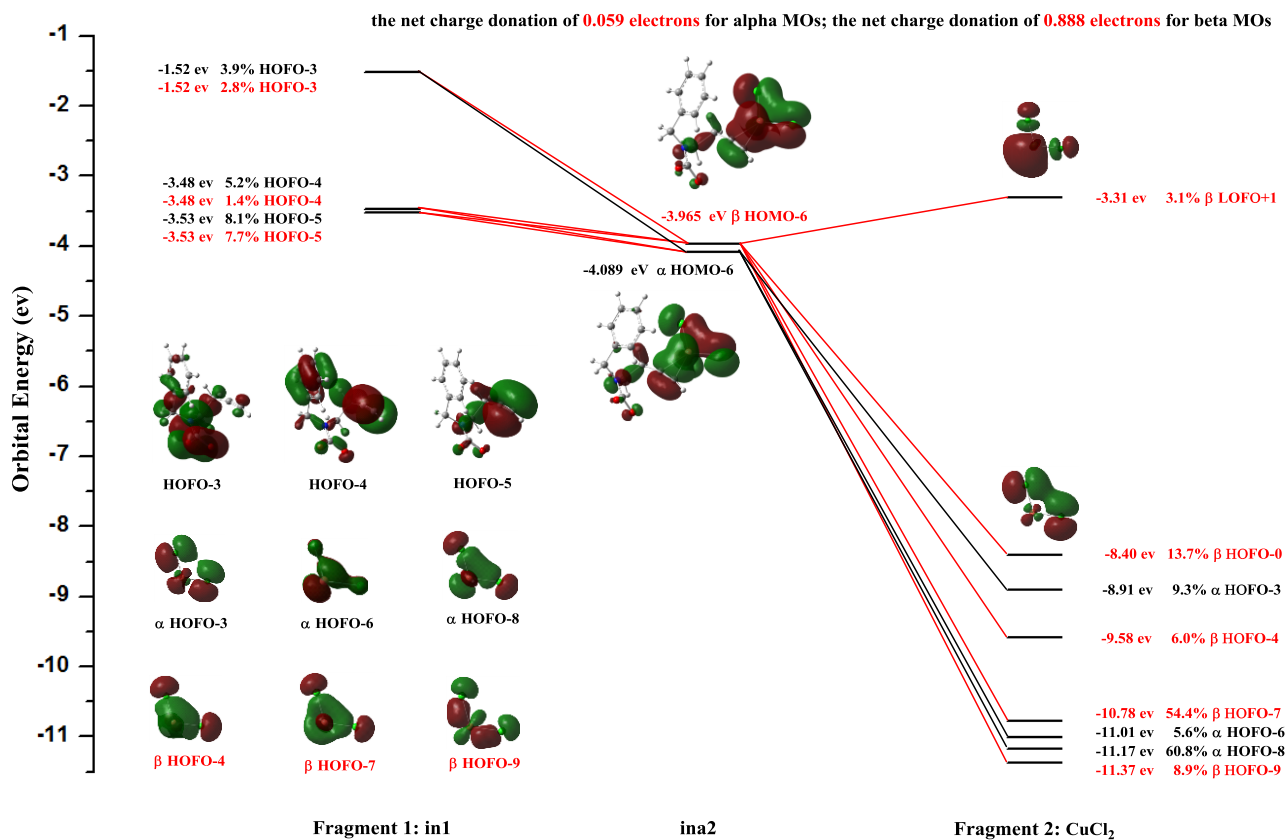 the net charge donation of 0.059 electrons for alpha MOs; the net charge donation of 0.888 electrons for beta MOs
-1
-2
-3
-4
-5
-6
-7
-8
-9
-10
-11
Orbital Energy (ev)
-1.52 ev 3.9% HOFO-3
-1.52 ev 2.8% HOFO-3
-3.48 ev 5.2% HOFO-4
-3.48 ev 1.4% HOFO-4
-3.53 ev 8.1% HOFO-5
-3.53 ev 7.7% HOFO-5
-3.965 eV β HOMO-6
-4.089 eV α HOMO-6
-3.31 ev 3.1% β LOFO+1
HOFO-3 HOFO-4 HOFO-5
α HOFO-3 α HOFO-6 α HOFO-8
β HOFO-4 β HOFO-7 β HOFO-9
-8.40 ev 13.7% β HOFO-0
-8.91 ev 9.3% α HOFO-3
-9.58 ev 6.0% β HOFO-4
-10.78 ev 54.4% β HOFO-7
-11.01 ev 5.6% α HOFO-6
-11.17 ev 60.8% α HOFO-8
-11.37 ev 8.9% β HOFO-9
Fragment 1: in1 ina2 Fragment 2: CuCl₂